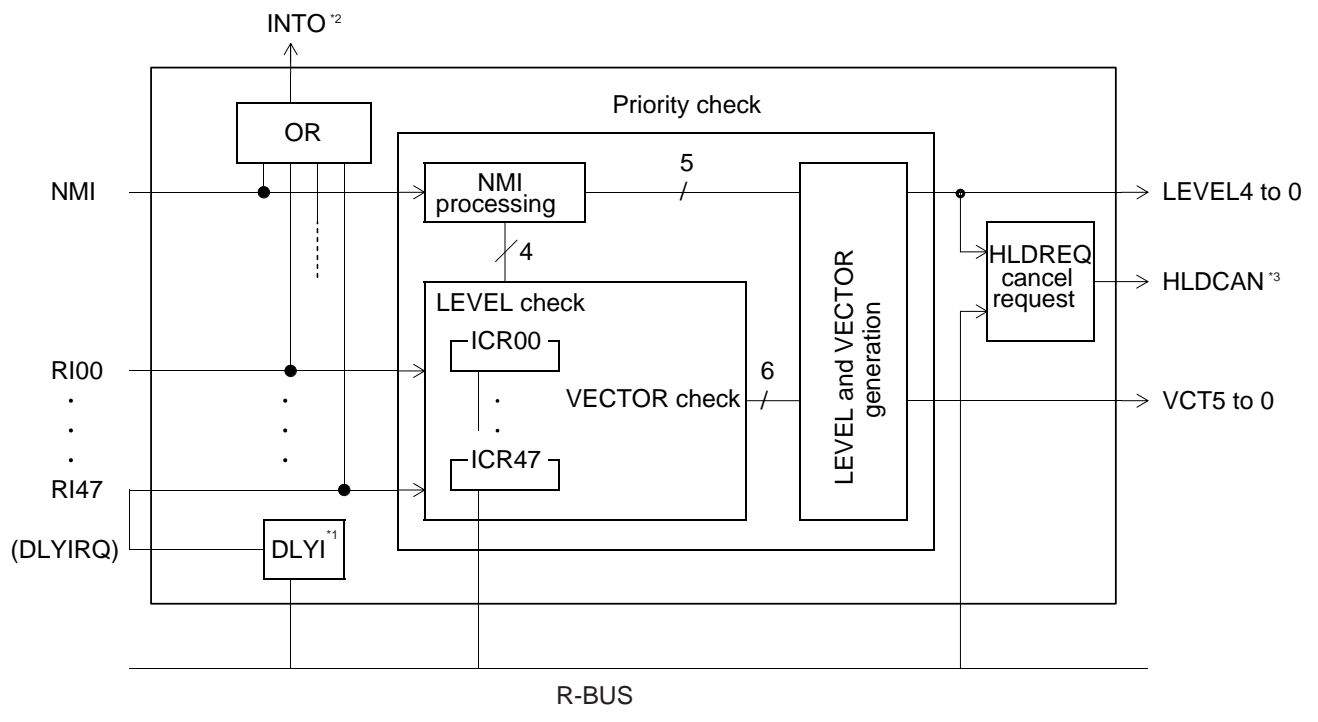 INTO *2
Priority check
OR
5
NMI
NMI
processing
LEVEL4 to 0
4
HLDREQ
cancel
request
HLDCAN *3
LEVEL check
ICR00
RI00
6
VECTOR check
LEVEL and VECTOR
generation
VCT5 to 0
ICR47
RI47
(DLYIRQ)
DLYI *1
R-BUS